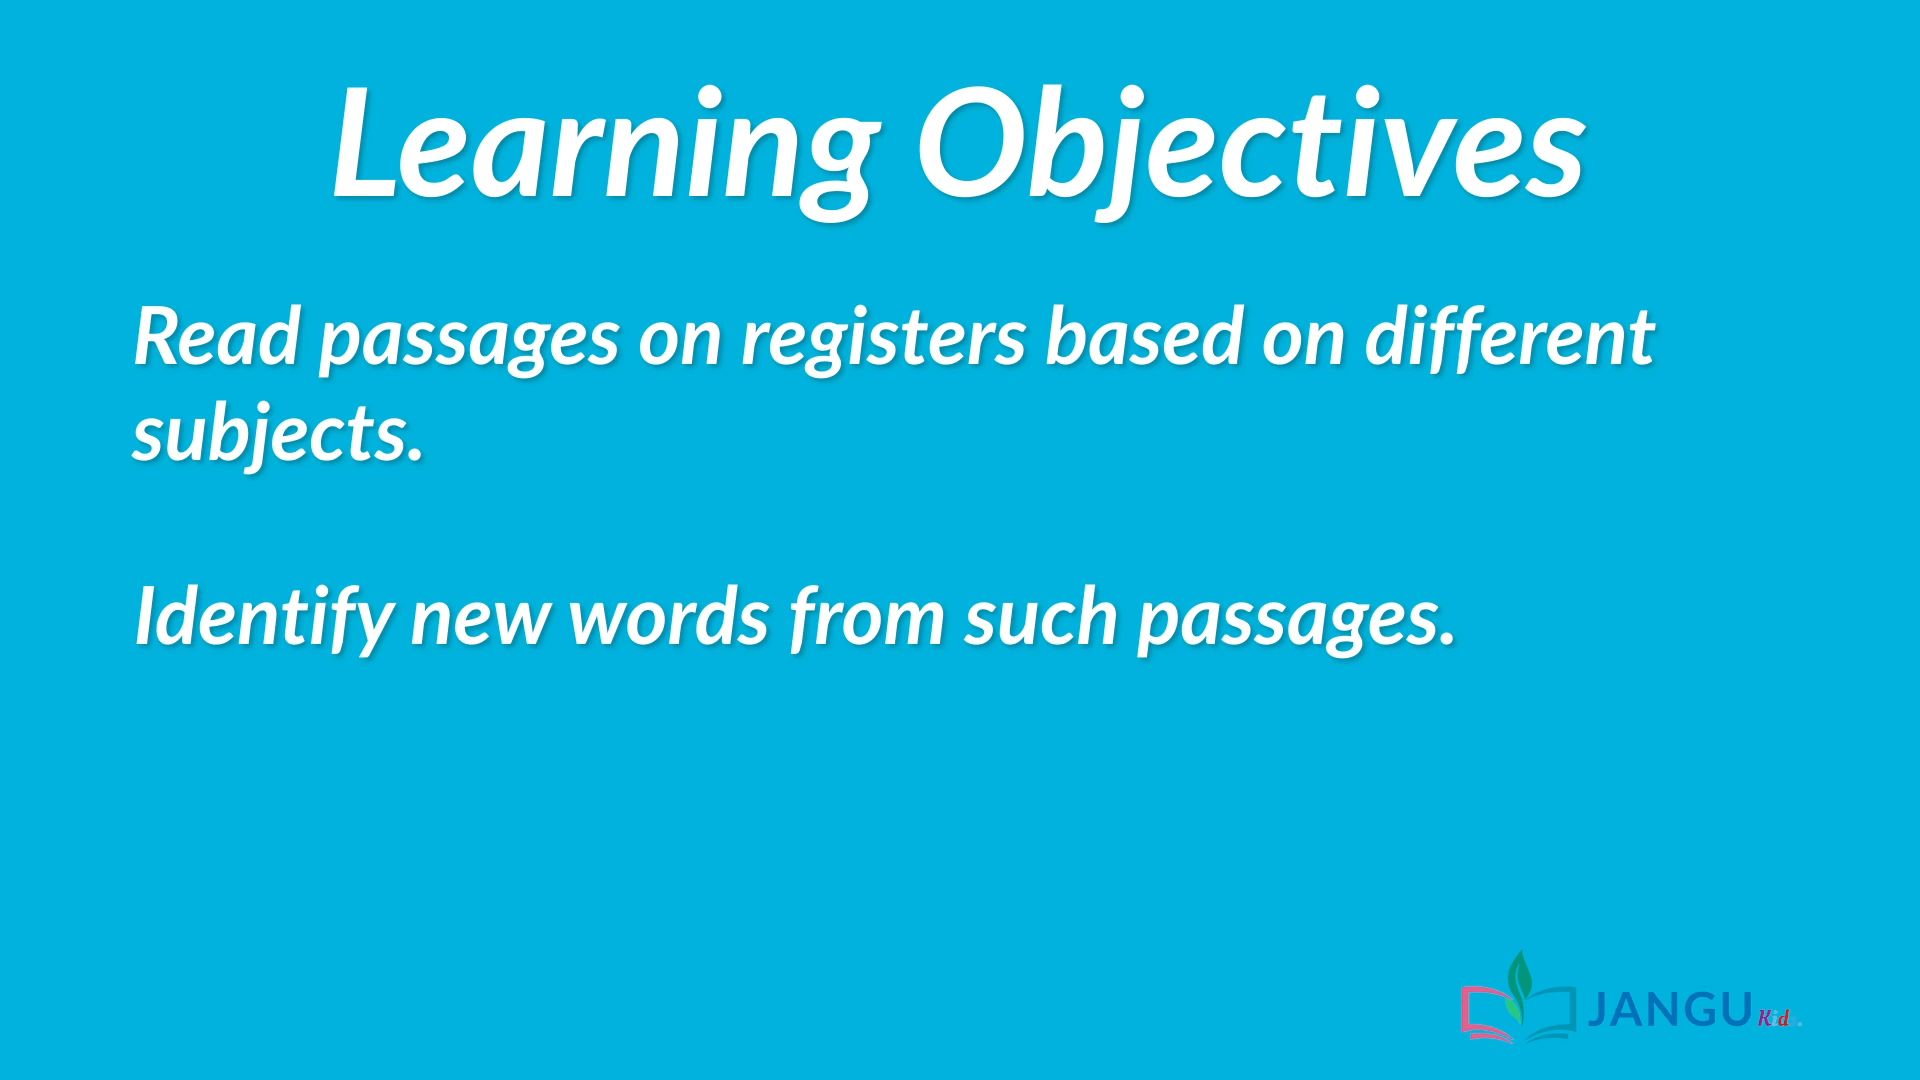 Learning Objectives
Read passages on registers based on different
subjects.
Identify new words from such passages.
JANGU